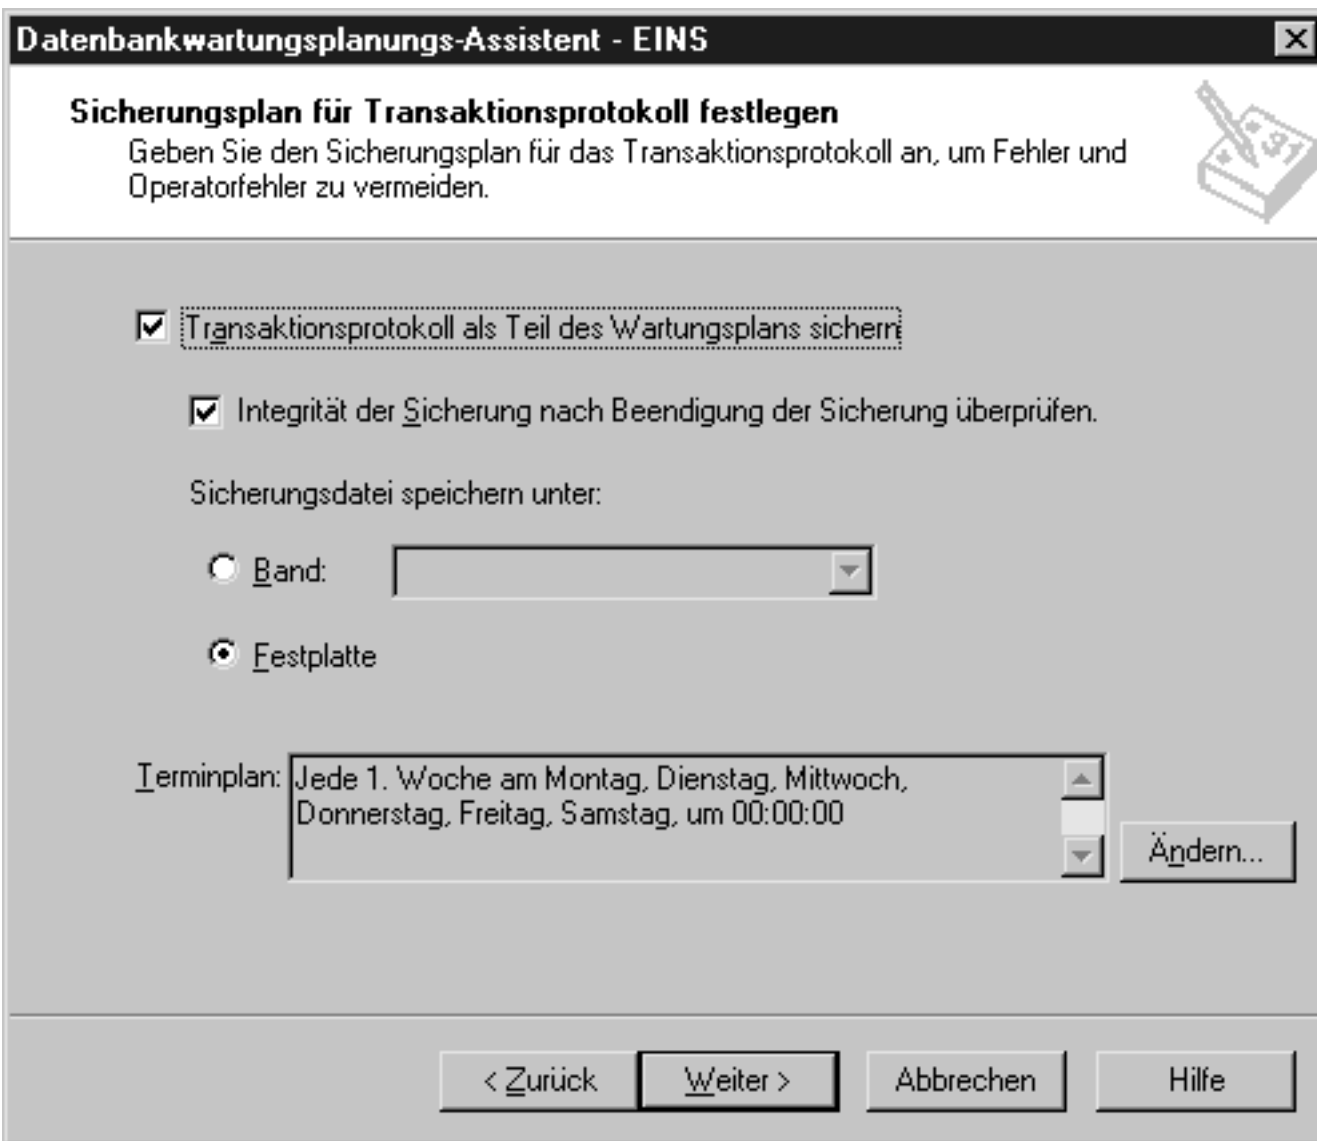 Datenbankwartungsplanungs-Assistent - EINS
Sicherungsplan für Transaktionsprotokoll festlegen
Geben Sie den Sicherungsplan für das Transaktionsprotokoll an, um Fehler und
Operatorfehler zu vermeiden.
31
Transaktionsprotokoll als Teil des Wartungsplans sichern
Integrität der Sicherung nach Beendigung der Sicherung überprüfen.
Sicherungsdatei speichern unter:
Band:
Festplatte
Terminplan: Jede 1. Woche am Montag, Dienstag, Mittwoch,
Donnerstag, Freitag, Samstag, um 00:00:00
Ändern...
< Zurück Weiter > Abbrechen Hilfe